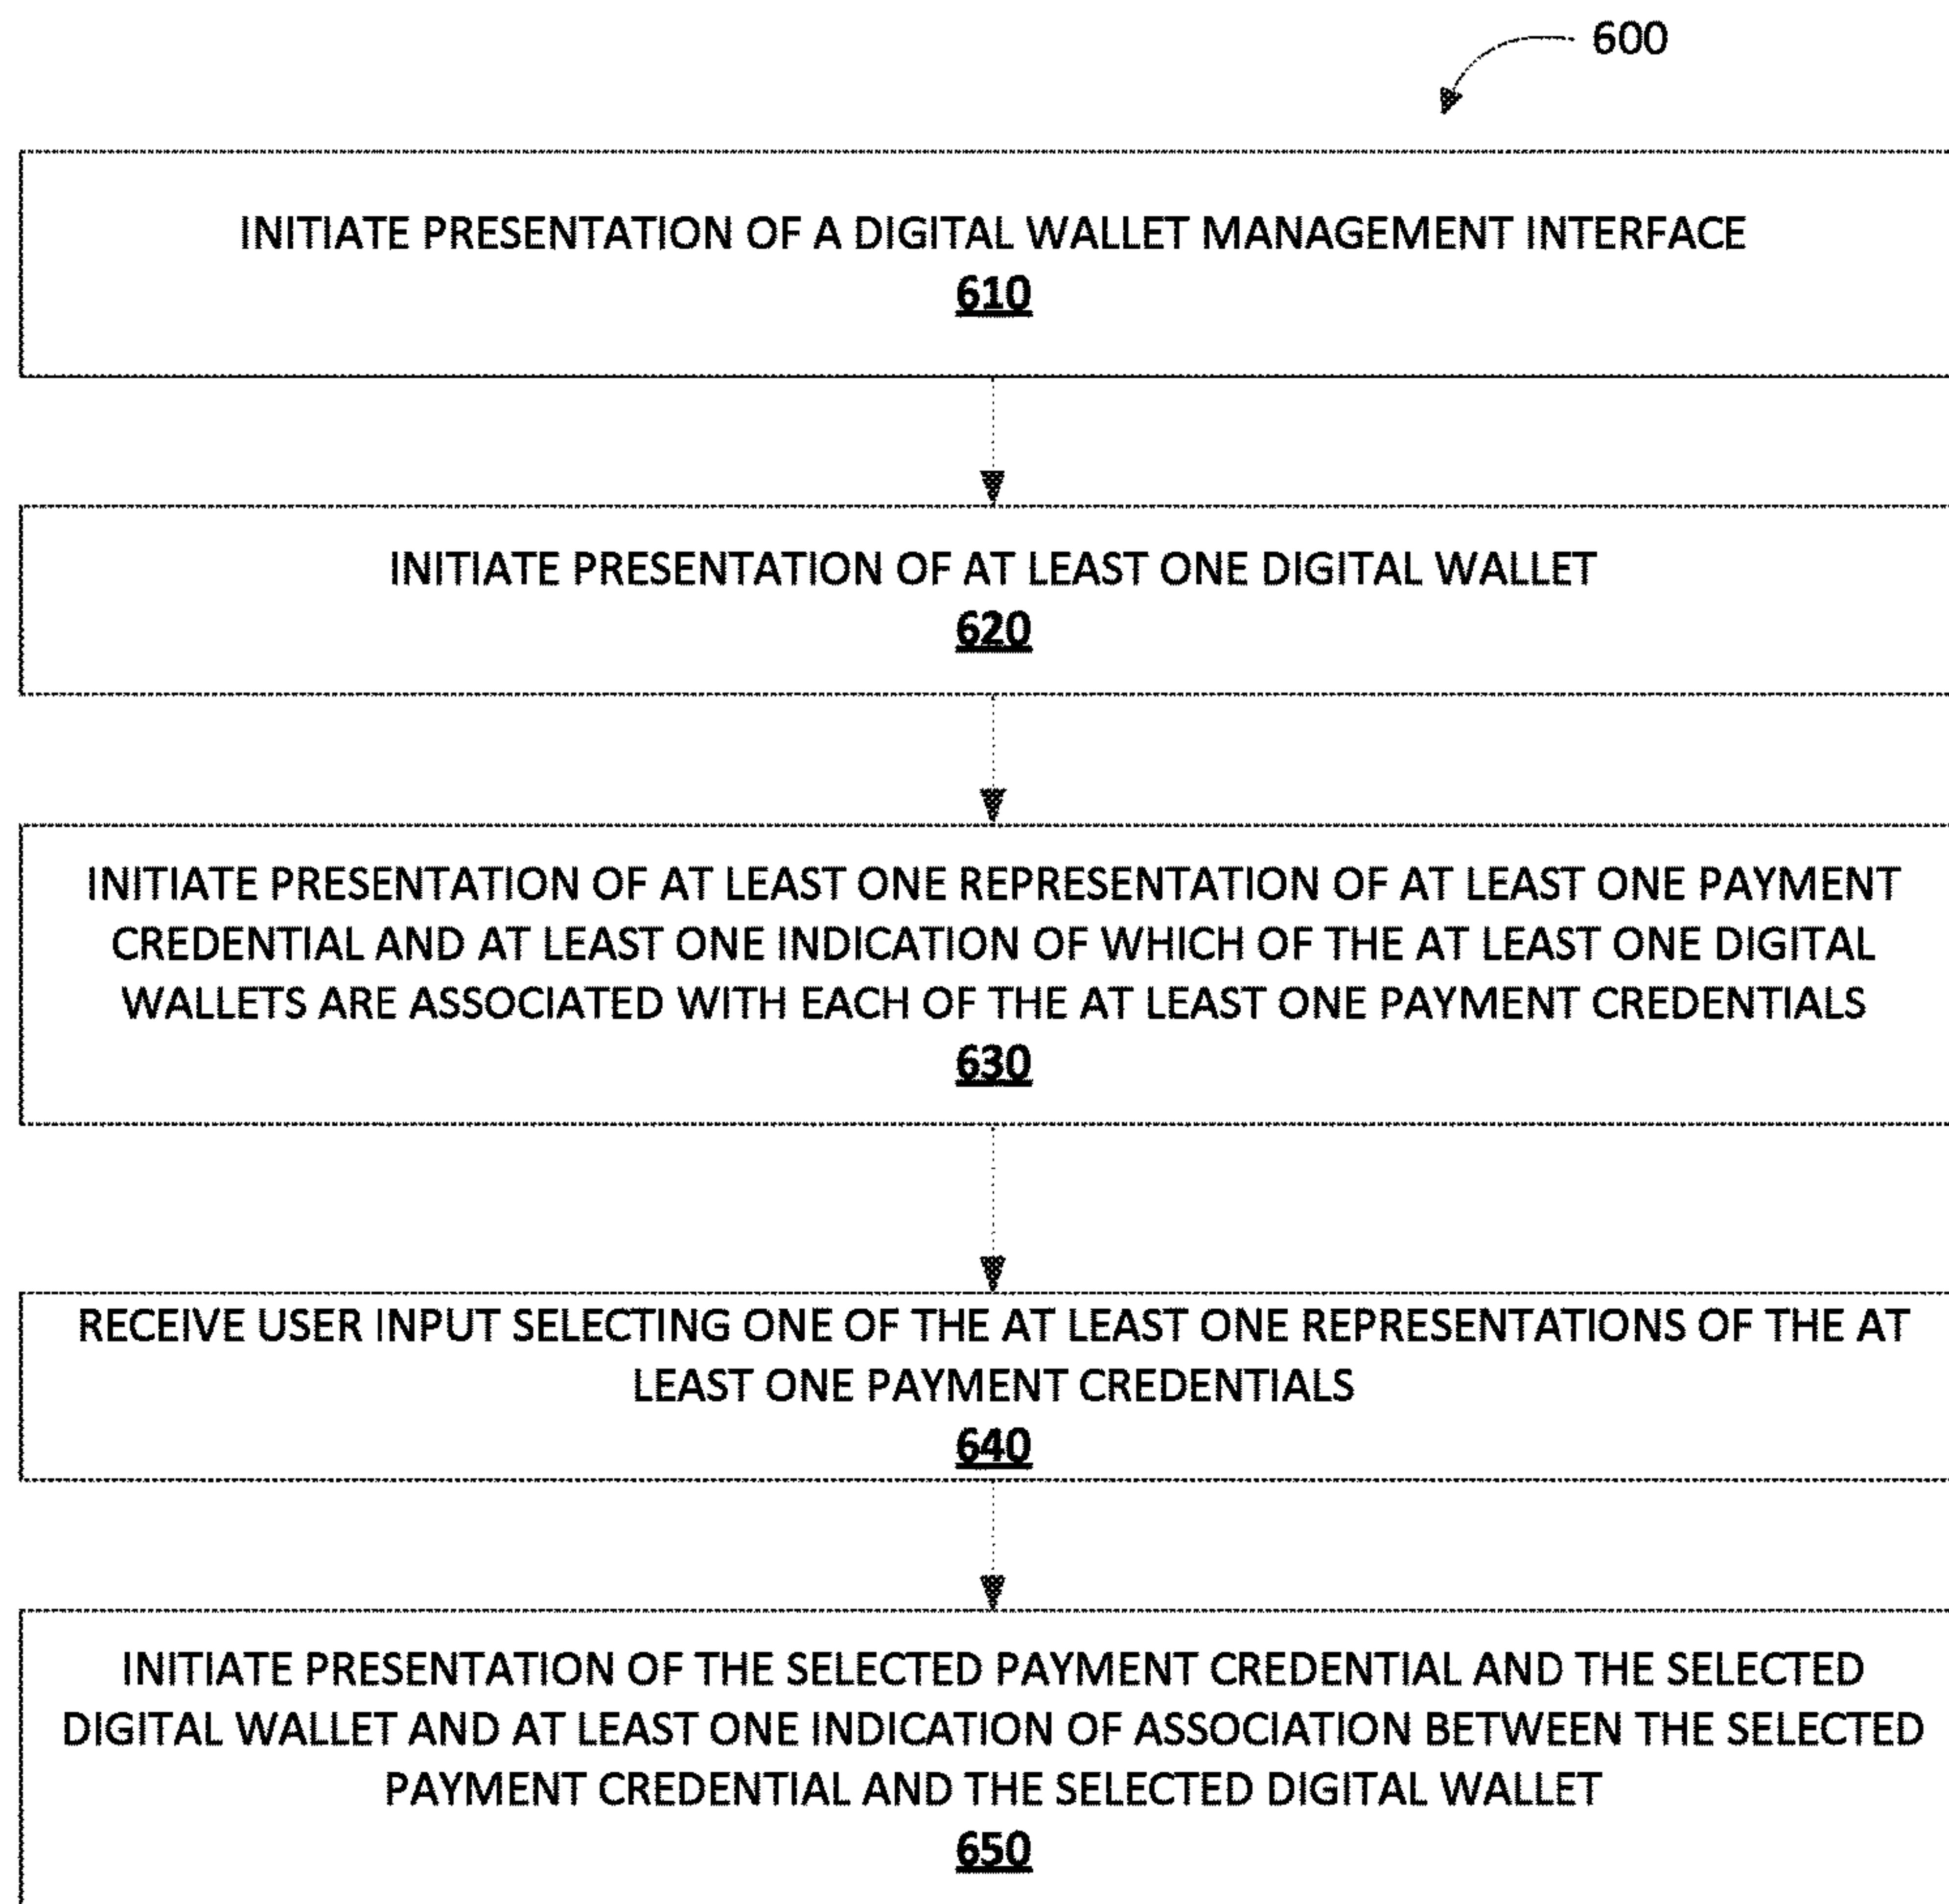 600
INITIATE PRESENTATION OF A DIGITAL WALLET MANAGEMENT INTERFACE
610
INITIATE PRESENTATION OF AT LEAST ONE DIGITAL WALLET
620
INITIATE PRESENTATION OF AT LEAST ONE REPRESENTATION OF AT LEAST ONE PAYMENT
CREDENTIAL AND AT LEAST ONE INDICATION OF WHICH OF THE AT LEAST ONE DIGITAL
WALLETS ARE ASSOCIATED WITH EACH OF THE AT LEAST ONE PAYMENT CREDENTIALS
630
RECEIVE USER INPUT SELECTING ONE OF THE AT LEAST ONE REPRESENTATIONS OF THE AT
LEAST ONE PAYMENT CREDENTIALS
640
INITIATE PRESENTATION OF THE SELECTED PAYMENT CREDENTIAL AND THE SELECTED
DIGITAL WALLET AND AT LEAST ONE INDICATION OF ASSOCIATION BETWEEN THE SELECTED
PAYMENT CREDENTIAL AND THE SELECTED DIGITAL WALLET
650